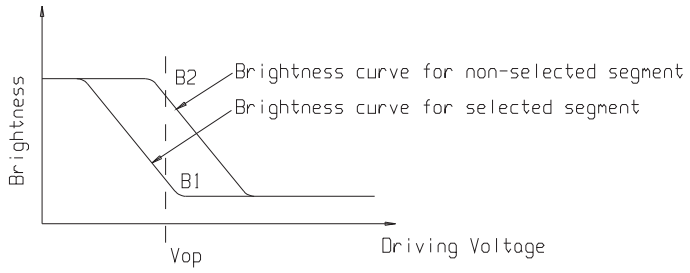 B2
Brightness curve for non-selected segment
Brightness curve for selected segment
Brightness
B1
Vop
Driving Voltage